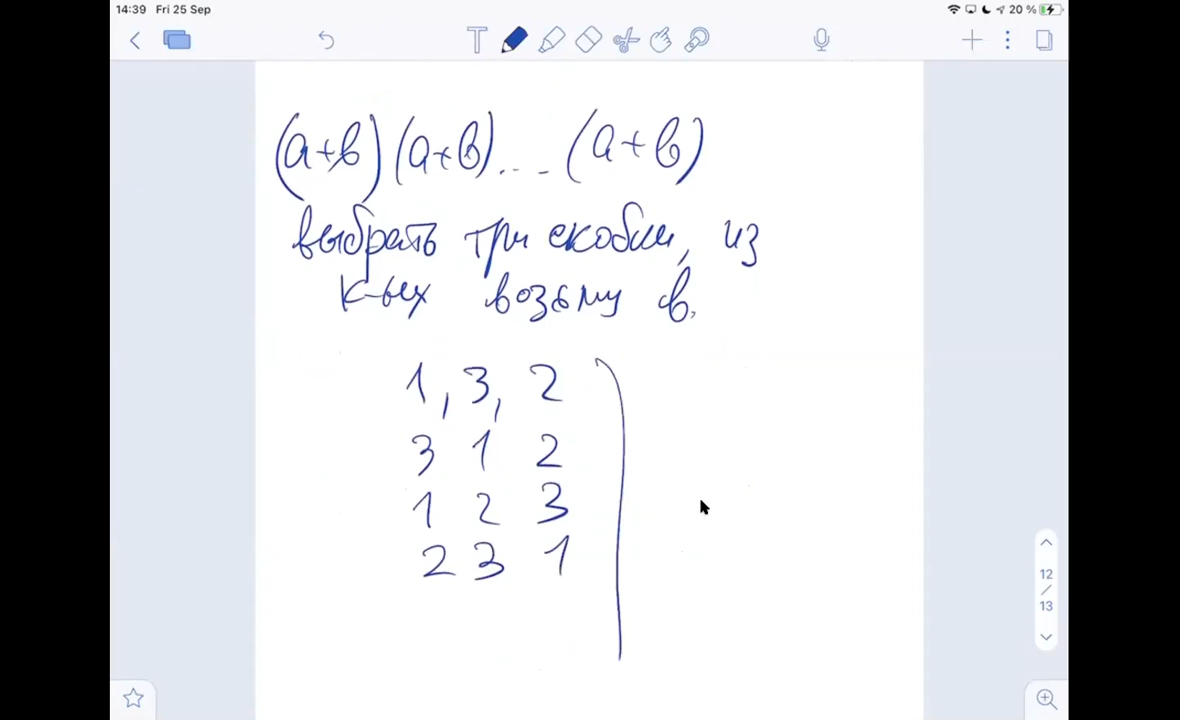 14:39 Fri 25 Sep
20 %
(a+b)(a+b)... (a+b)
выбрать три скобки, из
к-ых возьму b.
1, 3, 2
3 1 2
1 2 3
2 3 1
12
/
13